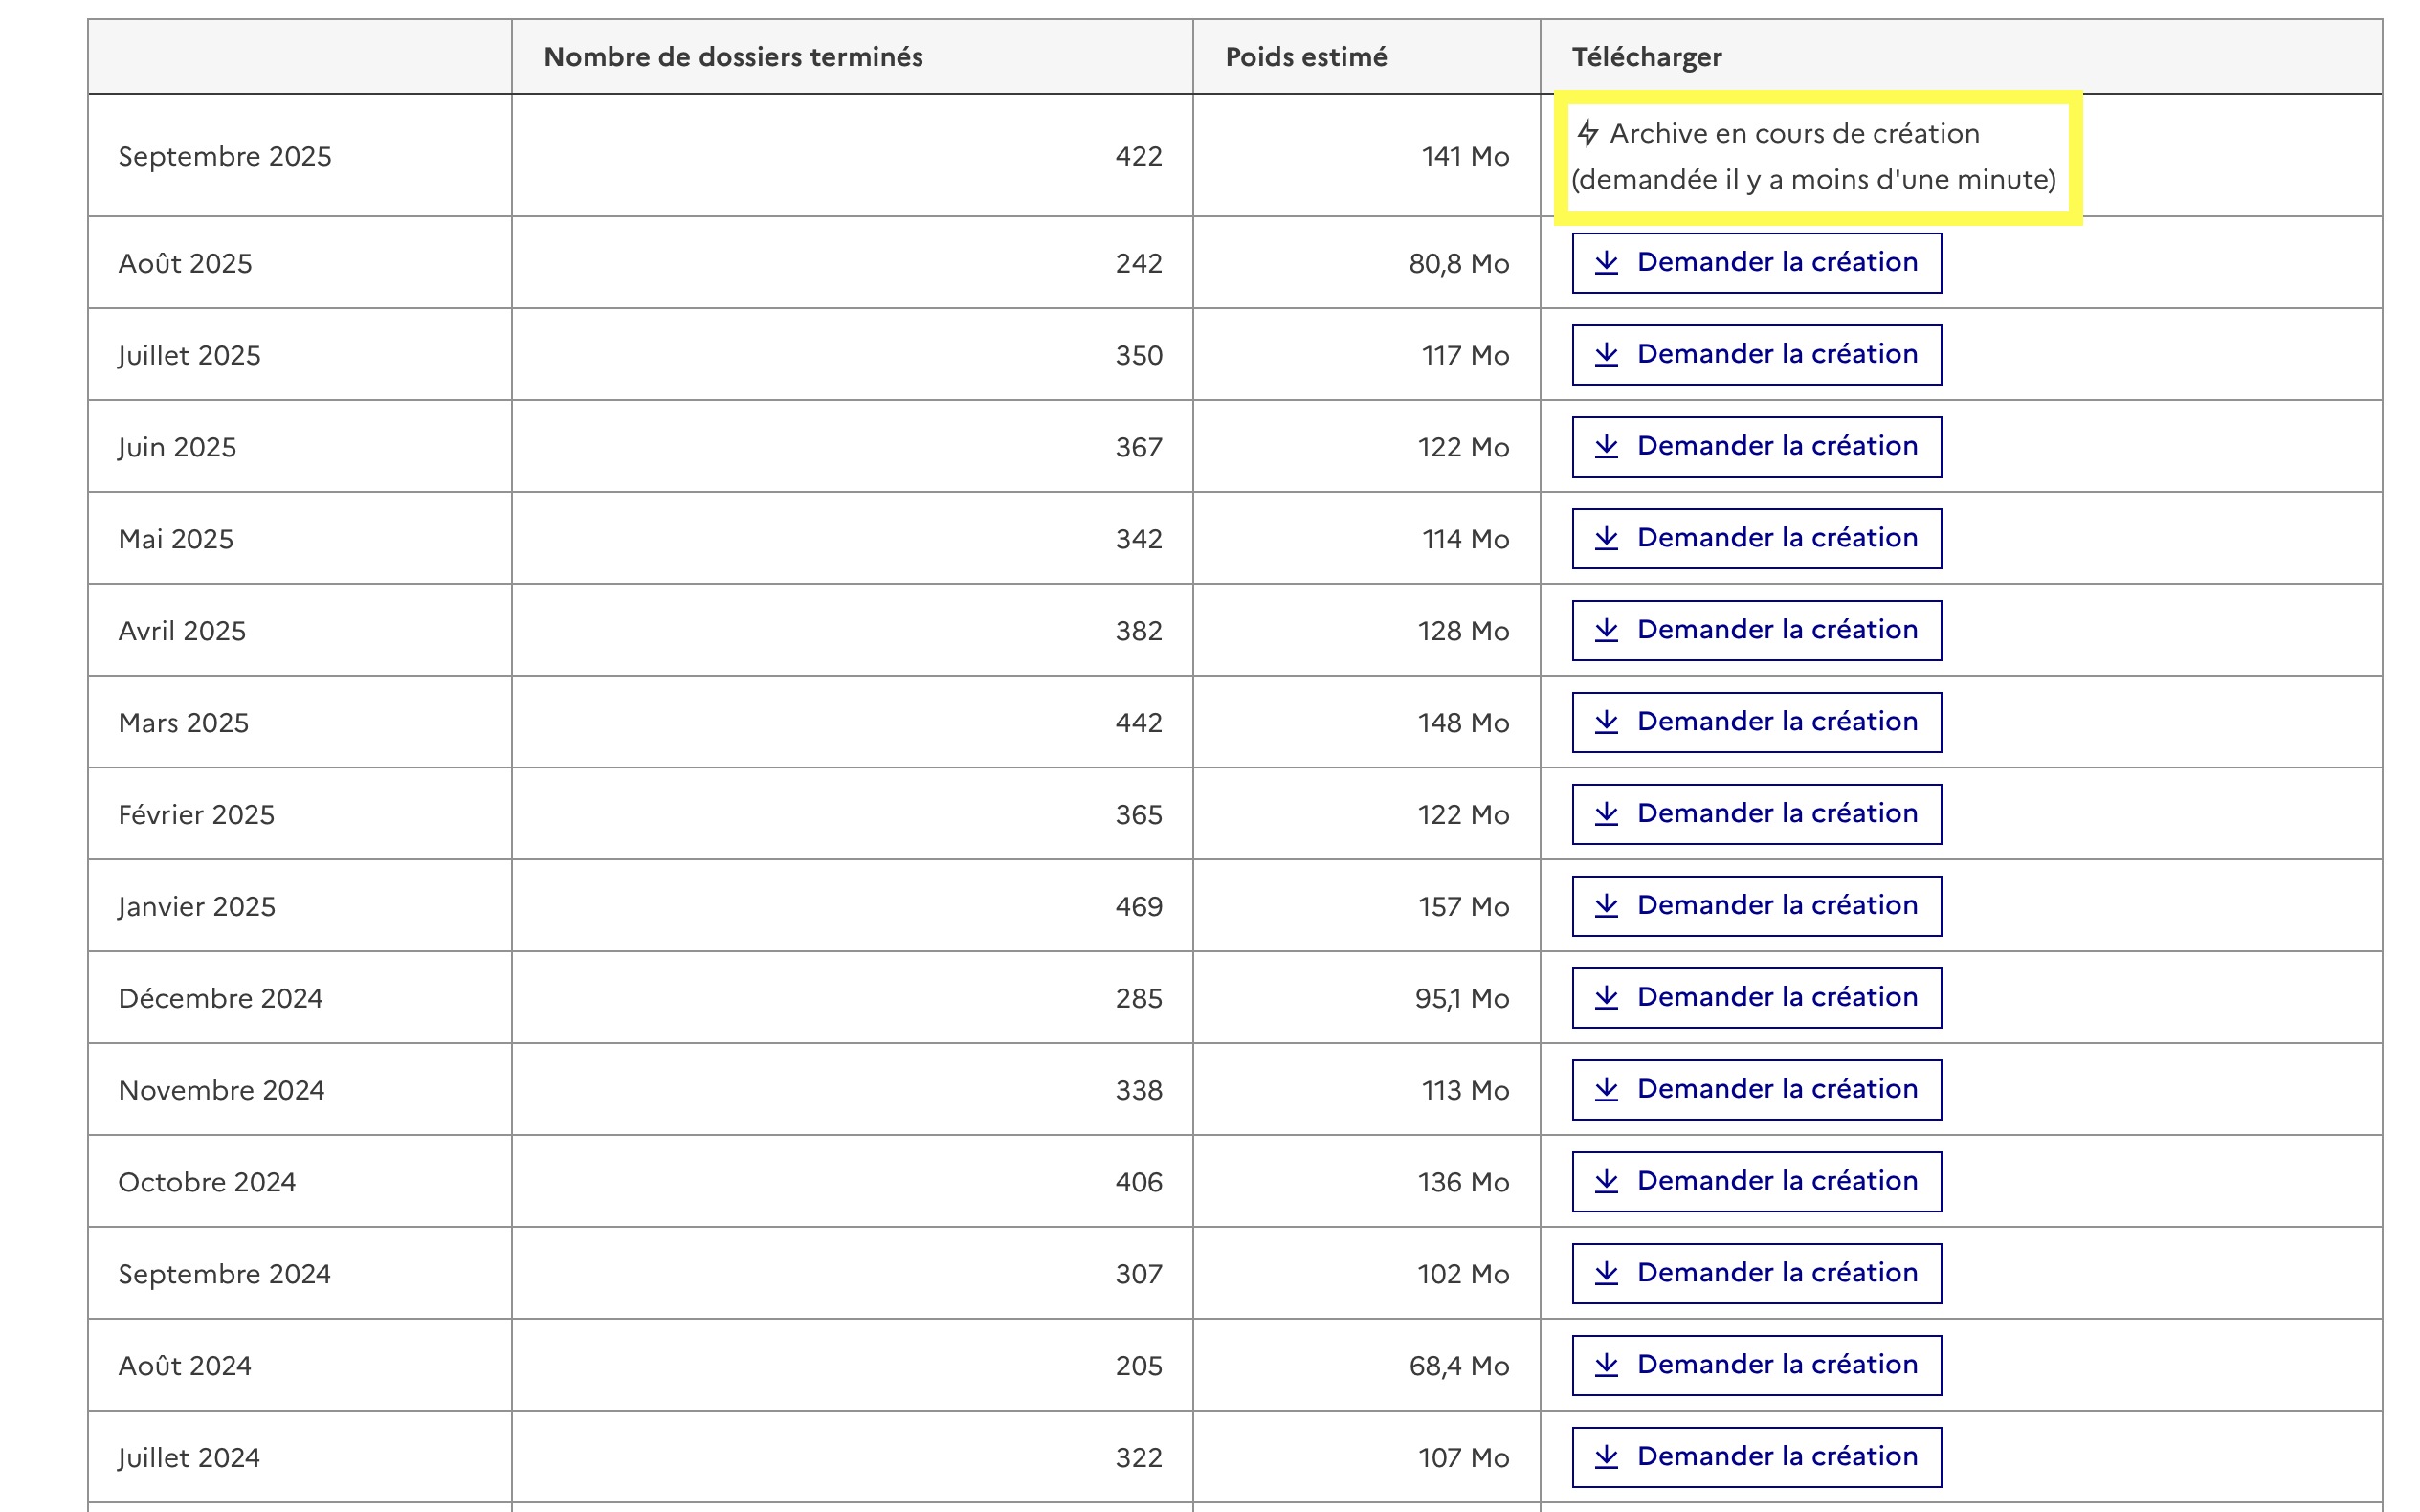 Nombre de dossiers terminés Poids estimé Télécharger
Septembre 2025 422 141 Mo Archive en cours de création
(demandée il y a moins d'une minute)
Août 2025 242 80,8 Mo Demander la création
Juillet 2025 350 117 Mo Demander la création
Juin 2025 367 122 Mo Demander la création
Mai 2025 342 114 Mo Demander la création
Avril 2025 382 128 Mo Demander la création
Mars 2025 442 148 Mo Demander la création
Février 2025 365 122 Mo Demander la création
Janvier 2025 469 157 Mo Demander la création
Décembre 2024 285 95,1 Mo Demander la création
Novembre 2024 338 113 Mo Demander la création
Octobre 2024 406 136 Mo Demander la création
Septembre 2024 307 102 Mo Demander la création
Août 2024 205 68,4 Mo Demander la création
Juillet 2024 322 107 Mo Demander la création